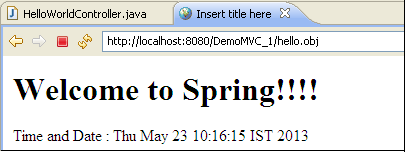 HelloWorldController.java Insert title here
http://localhost:8080/DemoMVC_1/hello.obj
Welcome to Spring!!!!
Time and Date : Thu May 23 10:16:15 IST 2013